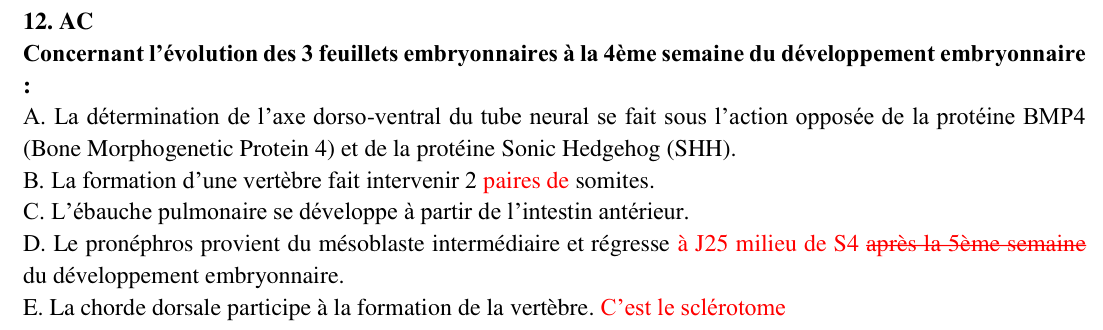 12. AC
Concernant l'évolution des 3 feuillets embryonnaires à la 4ème semaine du développement embryonnaire
:
A. La détermination de l'axe dorso-ventral du tube neural se fait sous l'action opposée de la protéine BMP4
(Bone Morphogenetic Protein 4) et de la protéine Sonic Hedgehog (SHH).
B. La formation d'une vertèbre fait intervenir 2 paires de somites.
C. L'ébauche pulmonaire se développe à partir de l'intestin antérieur.
D. Le pronéphros provient du mésoblaste intermédiaire et régresse à J25 milieu de S4 après la 5ème semaine
du développement embryonnaire.
E. La chorde dorsale participe à la formation de la vertèbre. C'est le sclérotome